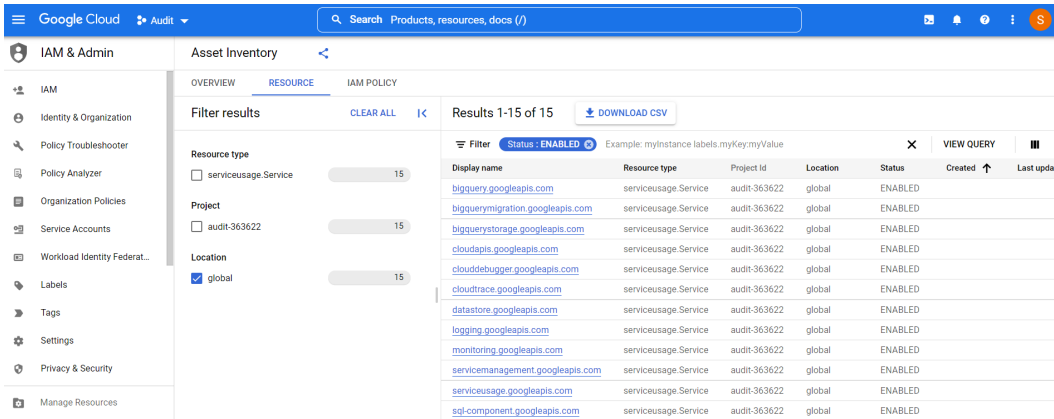 Google Cloud Audit Search Products, resources, docs (/) S
IAM & Admin
Asset Inventory
IAM
Identity & Organization
Policy Troubleshooter
Policy Analyzer
Organization Policies
Service Accounts
Workload Identity Federat...
Labels
Tags
Settings
Privacy & Security
Manage Resources
OVERVIEW RESOURCE IAM POLICY
Filter results CLEAR ALL
Resource type
serviceusage.Service 15
Project
audit-363622 15
Location
global 15
Results 1-15 of 15 DOWNLOAD CSV
Filter Status : ENABLED Example: myInstance labels.myKey:myValue VIEW QUERY
Display name Resource type Project Id Location Status Created Last upda
bigquery.googleapis.com serviceusage.Service audit-363622 global ENABLED
bigquerymigration.googleapis.com serviceusage.Service audit-363622 global ENABLED
bigquerystorage.googleapis.com serviceusage.Service audit-363622 global ENABLED
cloudapis.googleapis.com serviceusage.Service audit-363622 global ENABLED
clouddebugger.googleapis.com serviceusage.Service audit-363622 global ENABLED
cloudtrace.googleapis.com serviceusage.Service audit-363622 global ENABLED
datastore.googleapis.com serviceusage.Service audit-363622 global ENABLED
logging.googleapis.com serviceusage.Service audit-363622 global ENABLED
monitoring.googleapis.com serviceusage.Service audit-363622 global ENABLED
servicemanagement.googleapis.com serviceusage.Service audit-363622 global ENABLED
serviceusage.googleapis.com serviceusage.Service audit-363622 global ENABLED
sql-component.googleapis.com serviceusage.Service audit-363622 global ENABLED